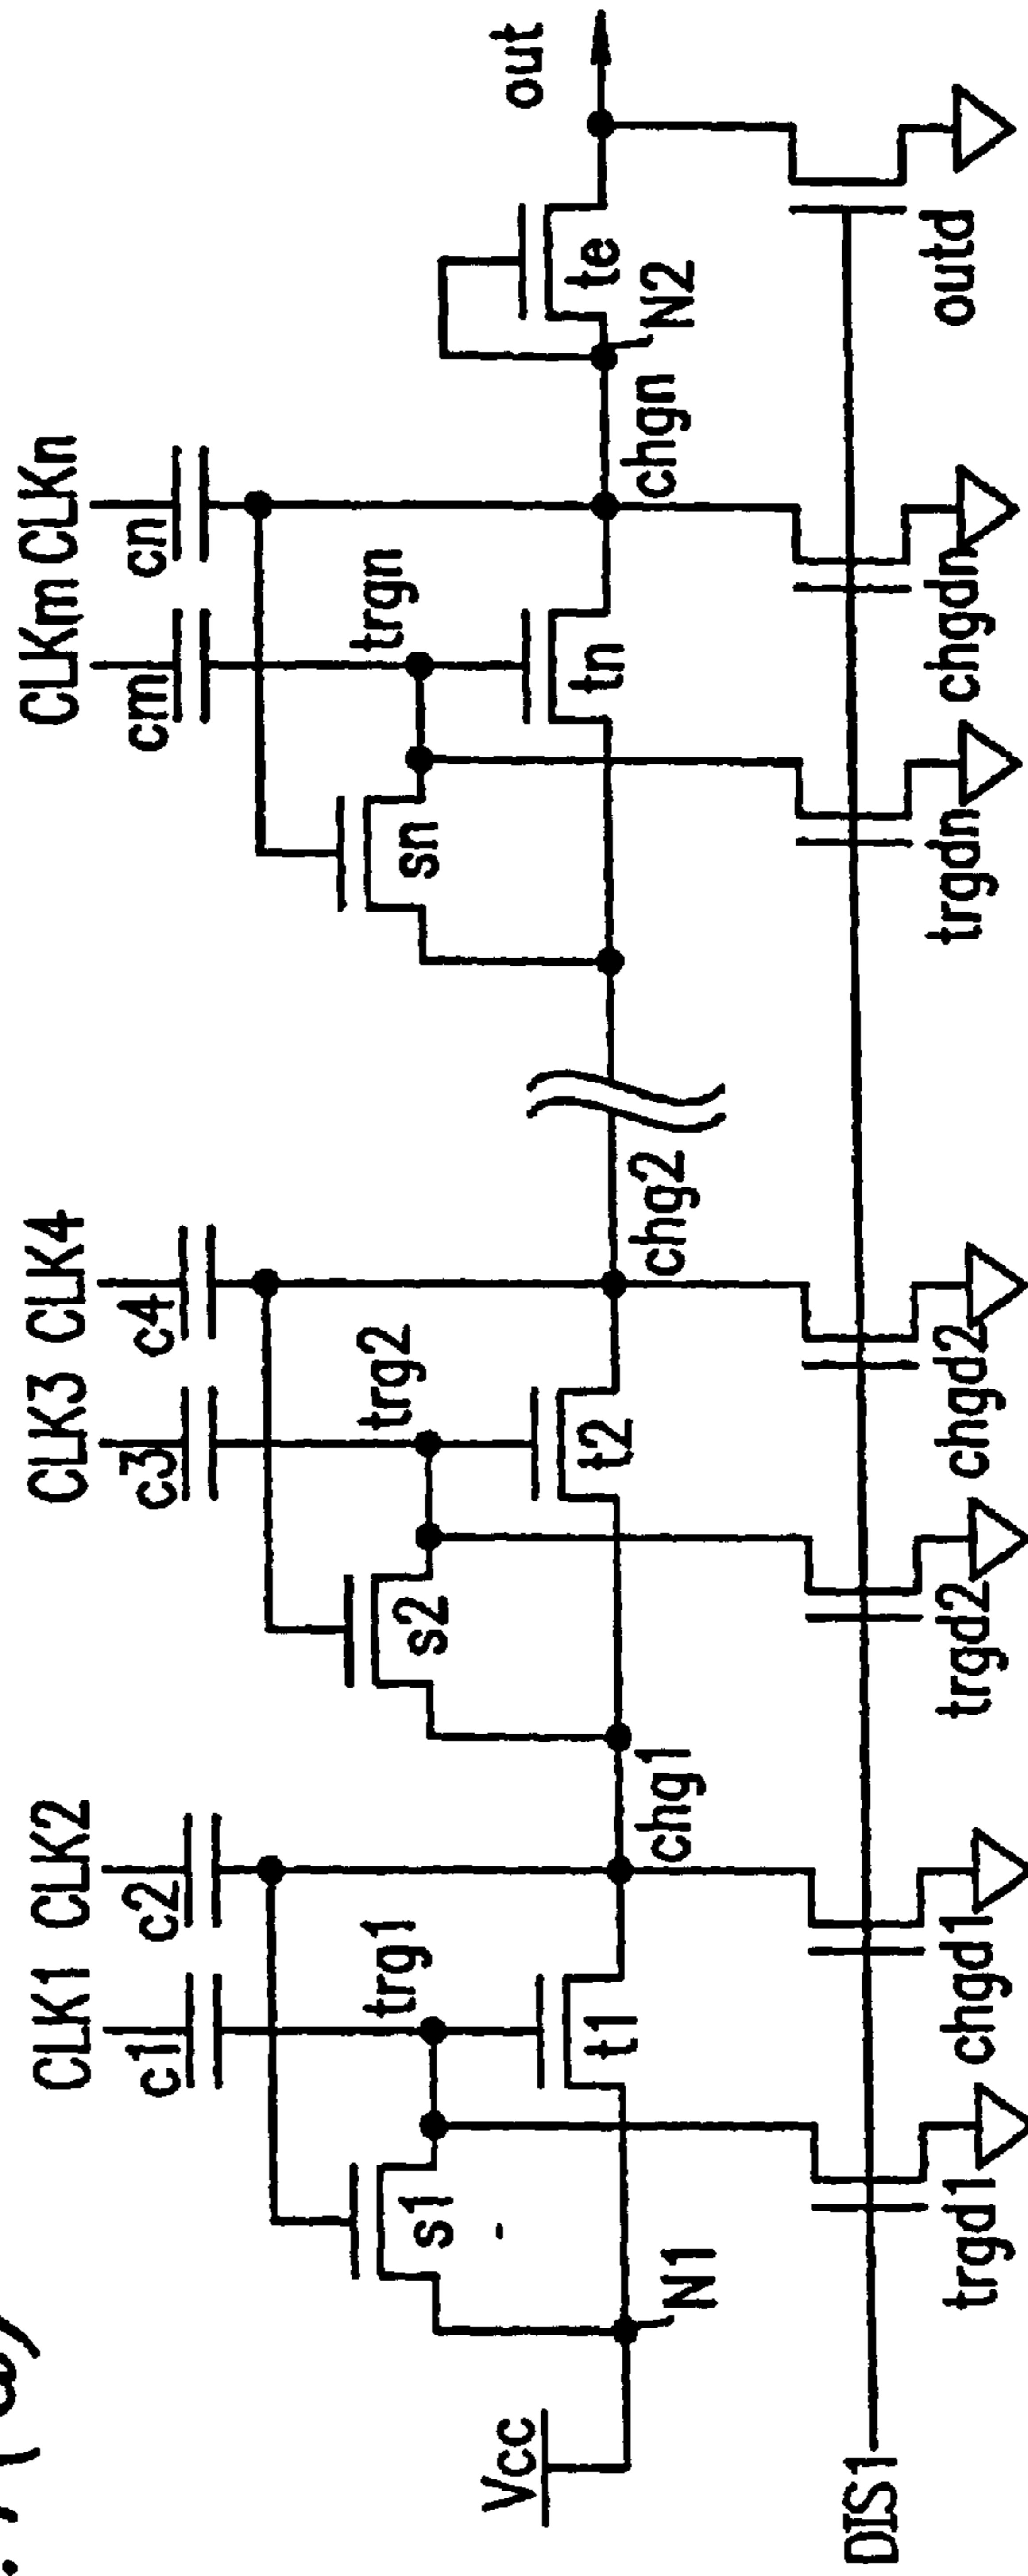 CLK1 CLK2 CLK3 CLK4 CLKm CLKn
c1 c2 c3 c4 cm cn
trg1 trg2 trgn
s1 s2 sn
t1 t2 tn te
out
Vcc
N1 chg1 chg2 chgn N2
DIS1
trgd1 chgd1 trgd2 chgd2 trgdn chgdn outd